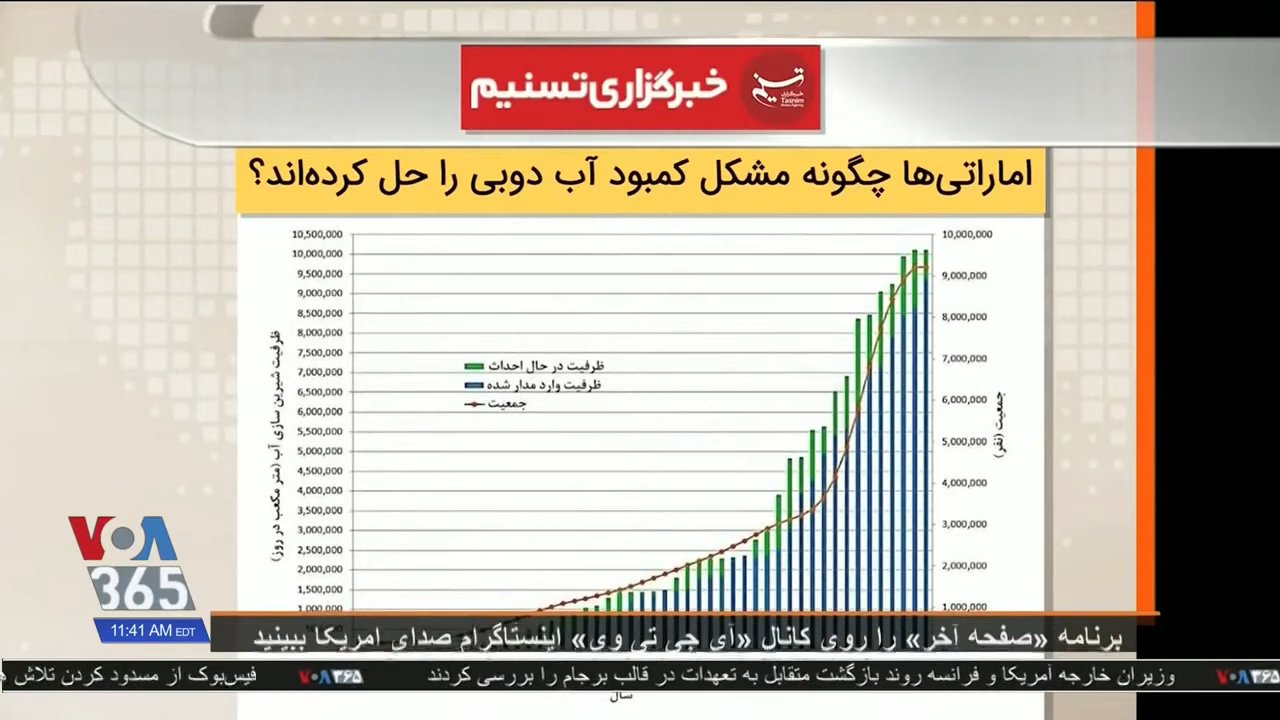 خبرگزاری تسنیم
تسنیم
خبرگزاری
Tasnim
News Agency
اماراتی‌ها چگونه مشکل کمبود آب دوبی را حل کرده‌اند؟
10,500,000
10,000,000
9,500,000
9,000,000
8,500,000
8,000,000
7,500,000
7,000,000
6,500,000
6,000,000
5,500,000
5,000,000
4,500,000
4,000,000
3,500,000
3,000,000
2,500,000
2,000,000
1,500,000
1,000,000
ظرفیت شیرین سازی آب (متر مکعب در روز)
ظرفیت در حال احداث
ظرفیت وارد مدار شده
جمعیت
10,000,000
9,000,000
8,000,000
7,000,000
6,000,000
5,000,000
4,000,000
3,000,000
2,000,000
1,000,000
جمعیت (نفر)
VOA
365
11:41 AM EDT
برنامه «صفحه آخر» را روی کانال «آی جی تی وی» اینستاگرام صدای امریکا ببینید
VOA365 وزیران خارجه آمریکا و فرانسه روند بازگشت متقابل به تعهدات در قالب برجام را بررسی کردند VOA365 فیس‌بوک از مسدود کردن تلاش
سال